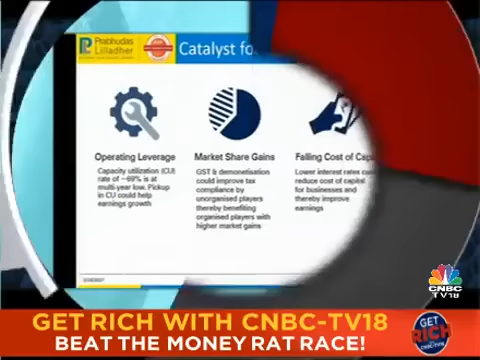 Prabhudas
Lilladher
Catalyst fo
Operating Leverage
Capacity utilization (CU)
rate of ~69% is at
multi-year low. Pickup
in CU could help
earnings growth
Market Share Gains
GST & demonetisation
could improve tax
compliance by
unorganised players
thereby benefiting
organised players with
higher market gains
Falling Cost of Capi
Lower interest rates can
reduce cost of capital
for businesses and
thereby improve
earnings
CNBC
TV18
GET
RICH
GET RICH WITH CNBC-TV18
BEAT THE MONEY RAT RACE!